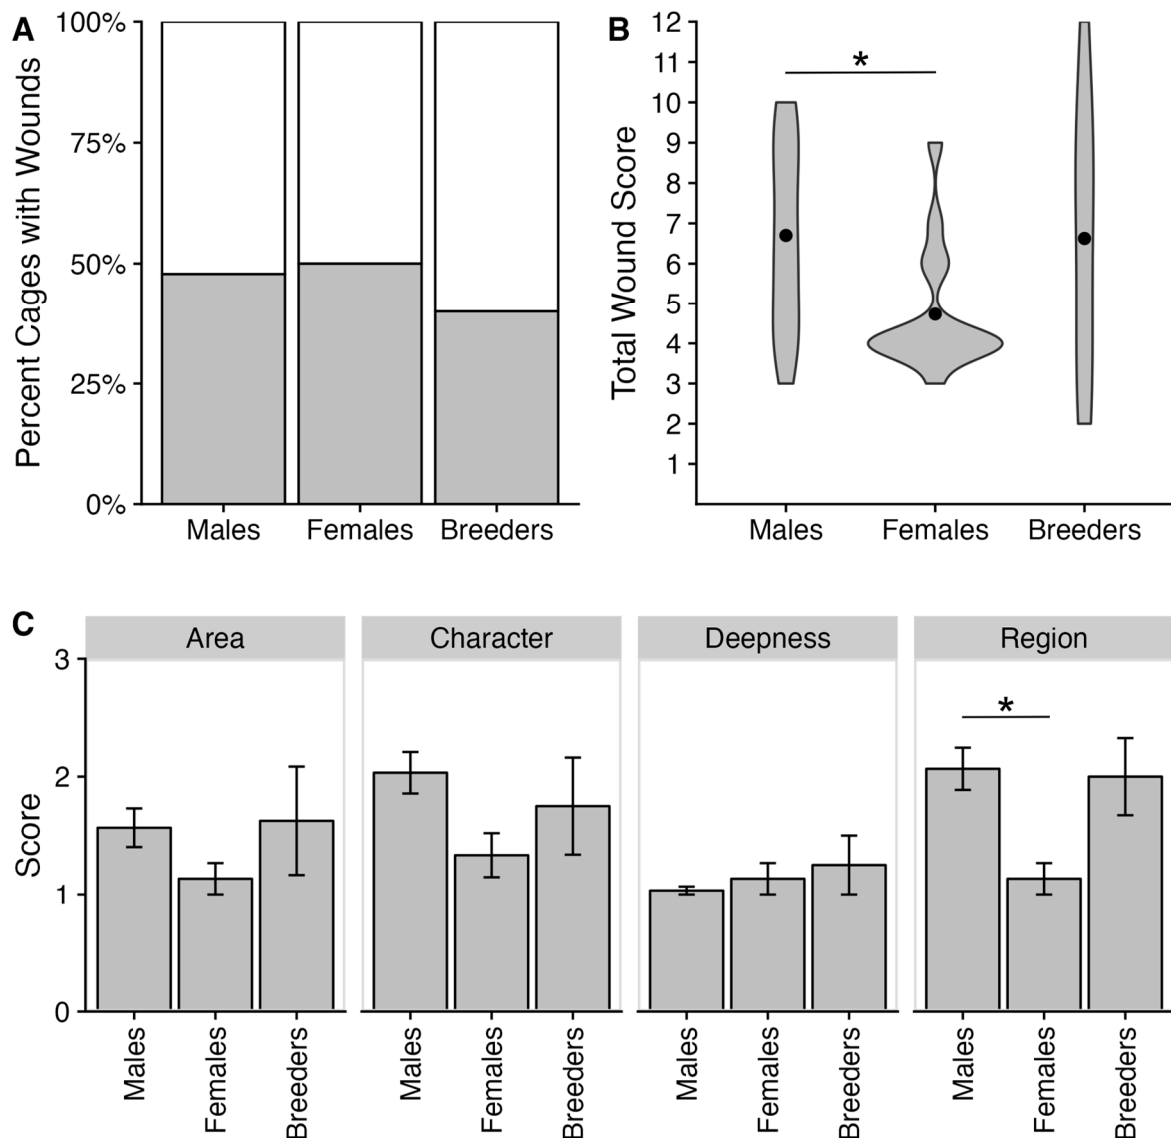 A
Percent Cages with Wounds
100%
75%
50%
25%
0%
Males Females Breeders
B
Total Wound Score
12
11
10
9
8
7
6
5
4
3
2
1
*
Males Females Breeders
C
Score
3
2
1
0
Area Character Deepness Region
*
Males Females Breeders Males Females Breeders Males Females Breeders Males Females Breeders